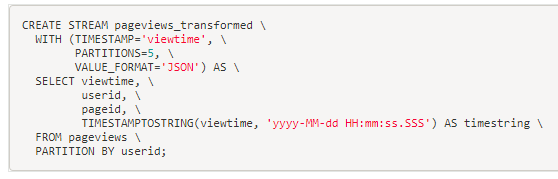 CREATE STREAM pageviews_transformed \
WITH (TIMESTAMP='viewtime', \
PARTITIONS=5, \
VALUE_FORMAT='JSON') AS \
SELECT viewtime, \
userid, \
pageid, \
TIMESTAMPTOSTRING(viewtime, 'yyyy-MM-dd HH:mm:ss.SSS') AS timestring \
FROM pageviews \
PARTITION BY userid;